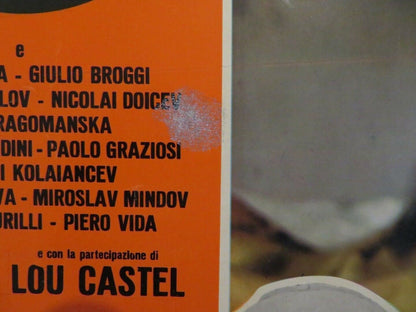 e
A - GIULIO BROGGI
LOV - NICOLAI DOICEV
RAGOMANSKA
DINI - PAOLO GRAZIOSI
I KOLAIANCEV
VA - MIROSLAV MINDOV
URILLI - PIERO VIDA
e con la partecipazione di
LOU CASTEL